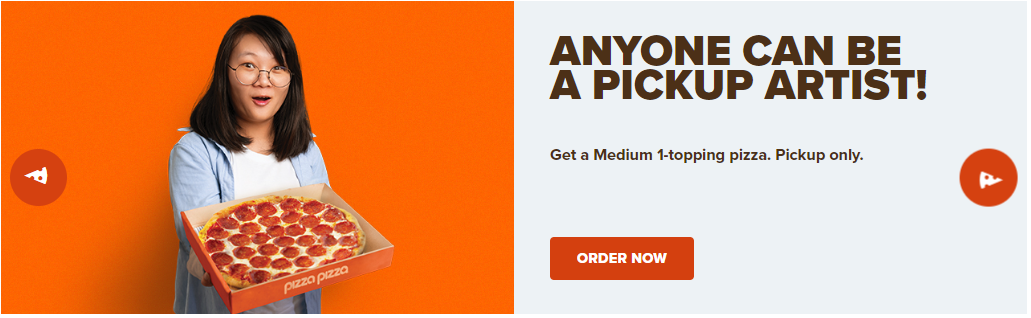 pizza pizza
ANYONE CAN BE
A PICKUP ARTIST!
Get a Medium 1-topping pizza. Pickup only.
ORDER NOW